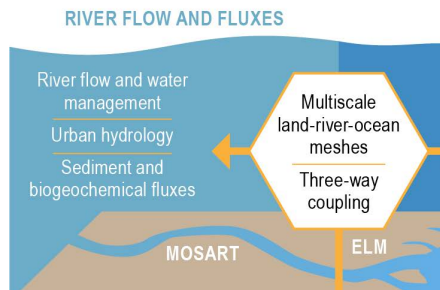 RIVER FLOW AND FLUXES
River flow and water
management
Urban hydrology
Sediment and
biogeochemical fluxes
Multiscale
land-river-ocean
meshes
Three-way
coupling
MOSART
ELM